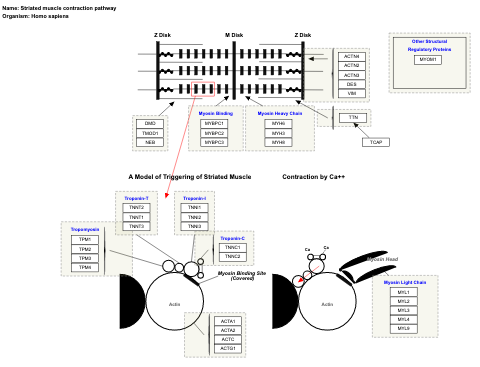 Name: Striated muscle contraction pathway
Organism: Homo sapiens
Z Disk
M Disk
Z Disk
Other Structural
Regulatory Proteins
MYOM1
ACTN4
ACTN2
ACTN3
DES
VIM
DMD
TMOD1
NEB
Myosin Binding
MYBPC1
MYBPC2
MYBPC3
Myosin Heavy Chain
MYH6
MYH3
MYH8
TTN
TCAP
A Model of Triggering of Striated Muscle
Contraction by Ca++
Troponin-T
TNNT2
TNNT1
TNNT3
Troponin-I
TNNI1
TNNI2
TNNI3
Tropomyosin
TPM1
TPM2
TPM3
TPM4
Troponin-C
TNNC1
TNNC2
Myosin Binding Site
(Covered)
Actin
ACTA1
ACTA2
ACTC
ACTG1
Ca
Ca
Myosin Head
Actin
Myosin Light Chain
MYL1
MYL2
MYL3
MYL4
MYL9